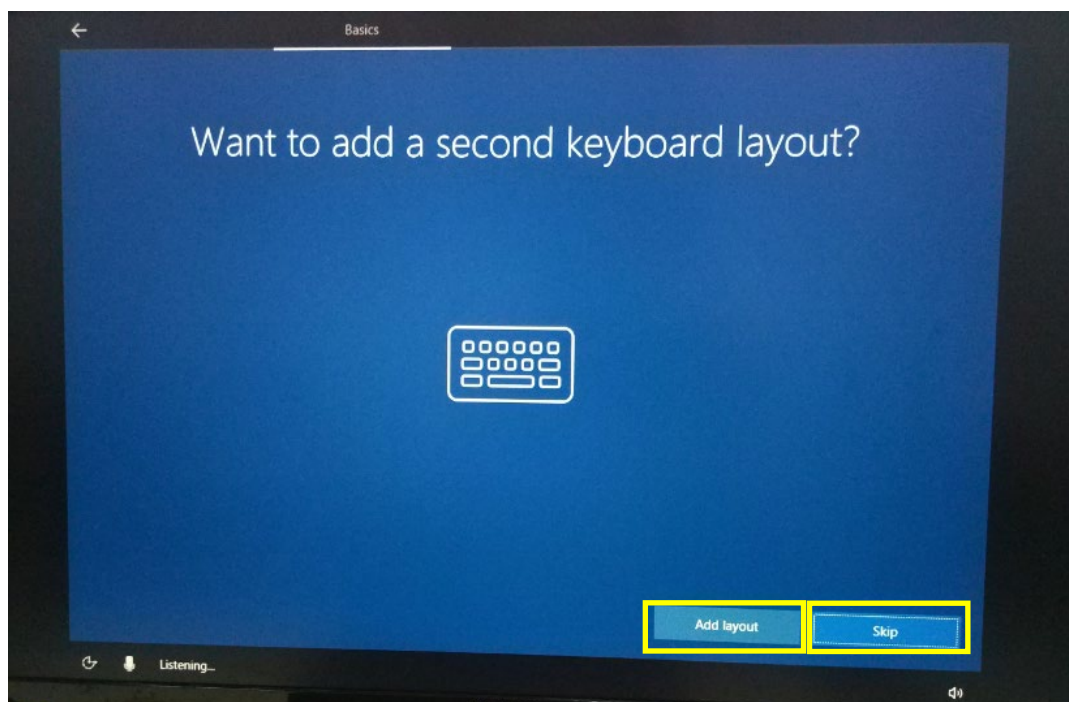 Basics
Want to add a second keyboard layout?
Add layout
Skip
Listening...